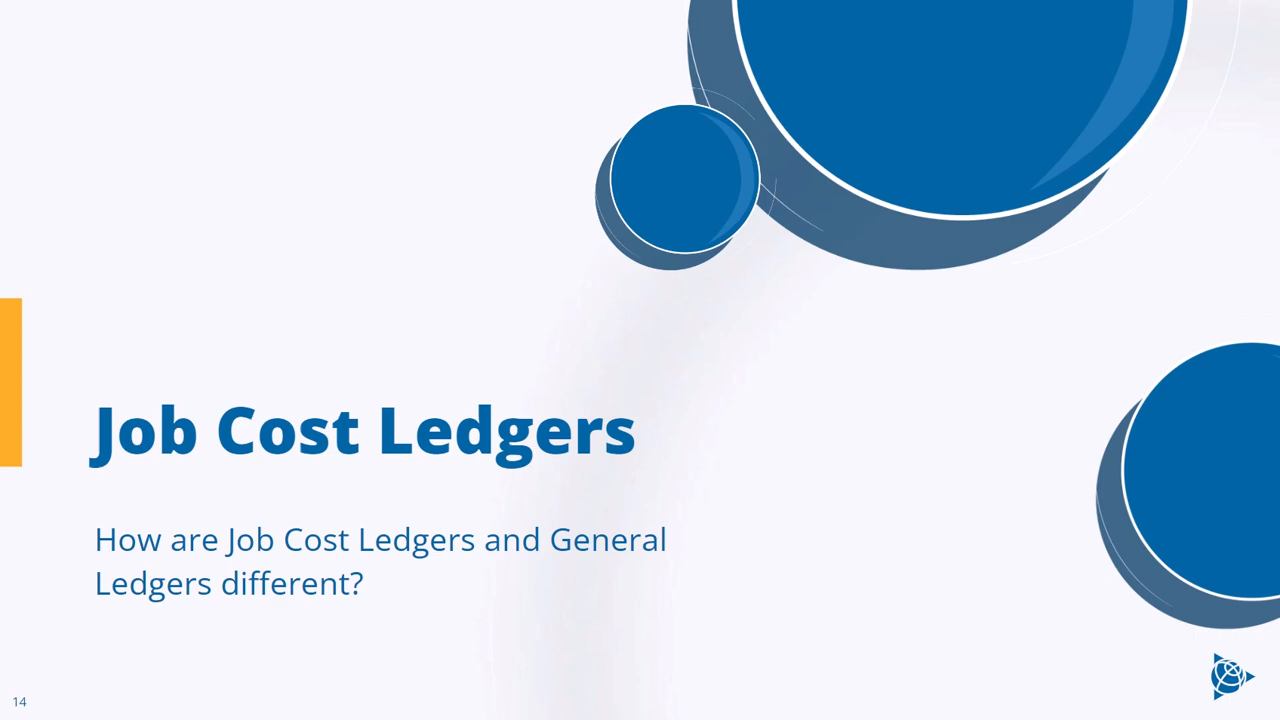 Job Cost Ledgers
How are Job Cost Ledgers and General
Ledgers different?
14